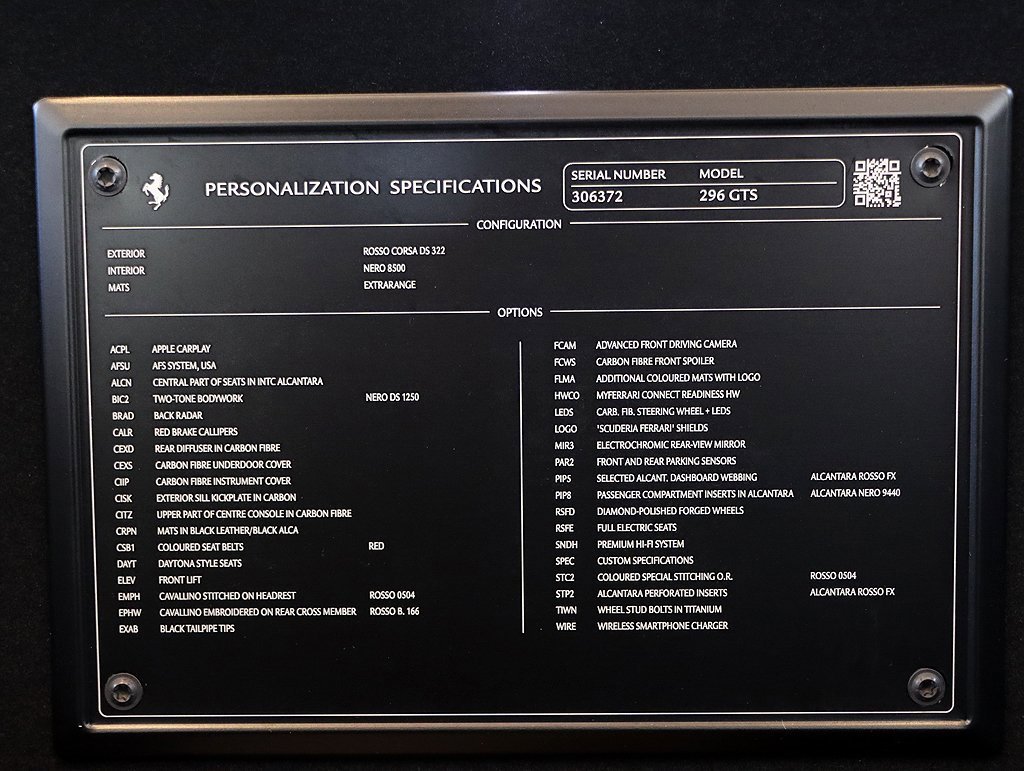 PERSONALIZATION SPECIFICATIONS
SERIAL NUMBER MODEL
306372 296 GTS
CONFIGURATION
EXTERIOR ROSSO CORSA DS 322
INTERIOR NERO 8500
MATS EXTRARANGE
OPTIONS
ACPL APPLE CARPLAY
AFSU AFS SYSTEM, USA
ALCN CENTRAL PART OF SEATS IN INTC ALCANTARA
BIC2 TWO-TONE BODYWORK NERO DS 1250
BRAD BACK RADAR
CALR RED BRAKE CALLIPERS
CEXD REAR DIFFUSER IN CARBON FIBRE
CEXS CARBON FIBRE UNDERDOOR COVER
CIIP CARBON FIBRE INSTRUMENT COVER
CISK EXTERIOR SILL KICKPLATE IN CARBON
CITZ UPPER PART OF CENTRE CONSOLE IN CARBON FIBRE
CRPN MATS IN BLACK LEATHER/BLACK ALCA
CSB1 COLOURED SEAT BELTS RED
DAYT DAYTONA STYLE SEATS
ELEV FRONT LIFT
EMPH CAVALLINO STITCHED ON HEADREST ROSSO 0504
EPHW CAVALLINO EMBROIDERED ON REAR CROSS MEMBER ROSSO B. 166
EXAB BLACK TAILPIPE TIPS
FCAM ADVANCED FRONT DRIVING CAMERA
FCWS CARBON FIBRE FRONT SPOILER
FLMA ADDITIONAL COLOURED MATS WITH LOGO
HWCO MYFERRARI CONNECT READINESS HW
LEDS CARB. FIB. STEERING WHEEL + LEDS
LOGO 'SCUDERIA FERRARI' SHIELDS
MIR3 ELECTROCHROMIC REAR-VIEW MIRROR
PAR2 FRONT AND REAR PARKING SENSORS
PIP5 SELECTED ALCANT. DASHBOARD WEBBING ALCANTARA ROSSO FX
PIP8 PASSENGER COMPARTMENT INSERTS IN ALCANTARA ALCANTARA NERO 9440
RSFD DIAMOND-POLISHED FORGED WHEELS
RSFE FULL ELECTRIC SEATS
SNDH PREMIUM HI-FI SYSTEM
SPEC CUSTOM SPECIFICATIONS
STC2 COLOURED SPECIAL STITCHING O.R. ROSSO 0504
STP2 ALCANTARA PERFORATED INSERTS ALCANTARA ROSSO FX
TIWN WHEEL STUD BOLTS IN TITANIUM
WIRE WIRELESS SMARTPHONE CHARGER